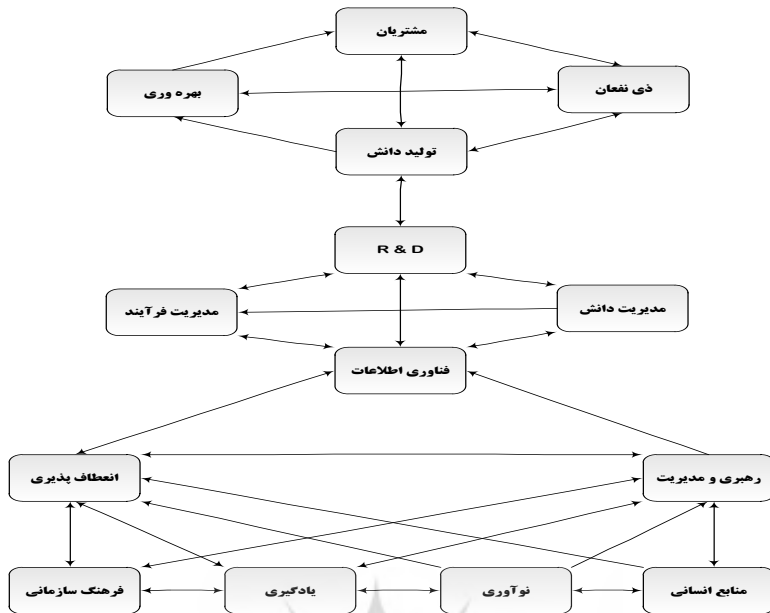 مشتریان
ذی نفعان
بهره وری
تولید دانش
R & D
مدیریت دانش
مدیریت فرآیند
فناوری اطلاعات
رهبری و مدیریت
انعطاف پذیری
منابع انسانی
نوآوری
یادگیری
فرهنگ سازمانی